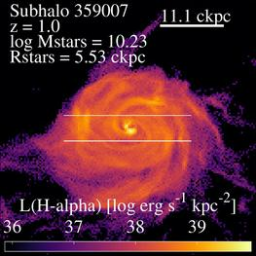 Subhalo 359007
11.1 ckpc
z = 1.0
log Mstars = 10.23
Rstars = 5.53 ckpc
L(H-alpha) [log erg s⁻¹ kpc⁻²]
36 37 38 39